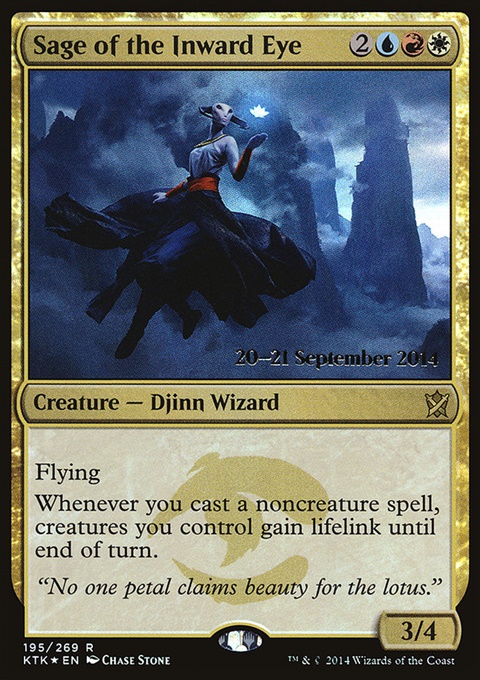 Sage of the Inward Eye 2
20–21 September 2014
Creature — Djinn Wizard
Flying
Whenever you cast a noncreature spell,
creatures you control gain lifelink until
end of turn.
“No one petal claims beauty for the lotus.”
3/4
195/269 R
KTK★EN Chase Stone
™ & © 2014 Wizards of the Coast